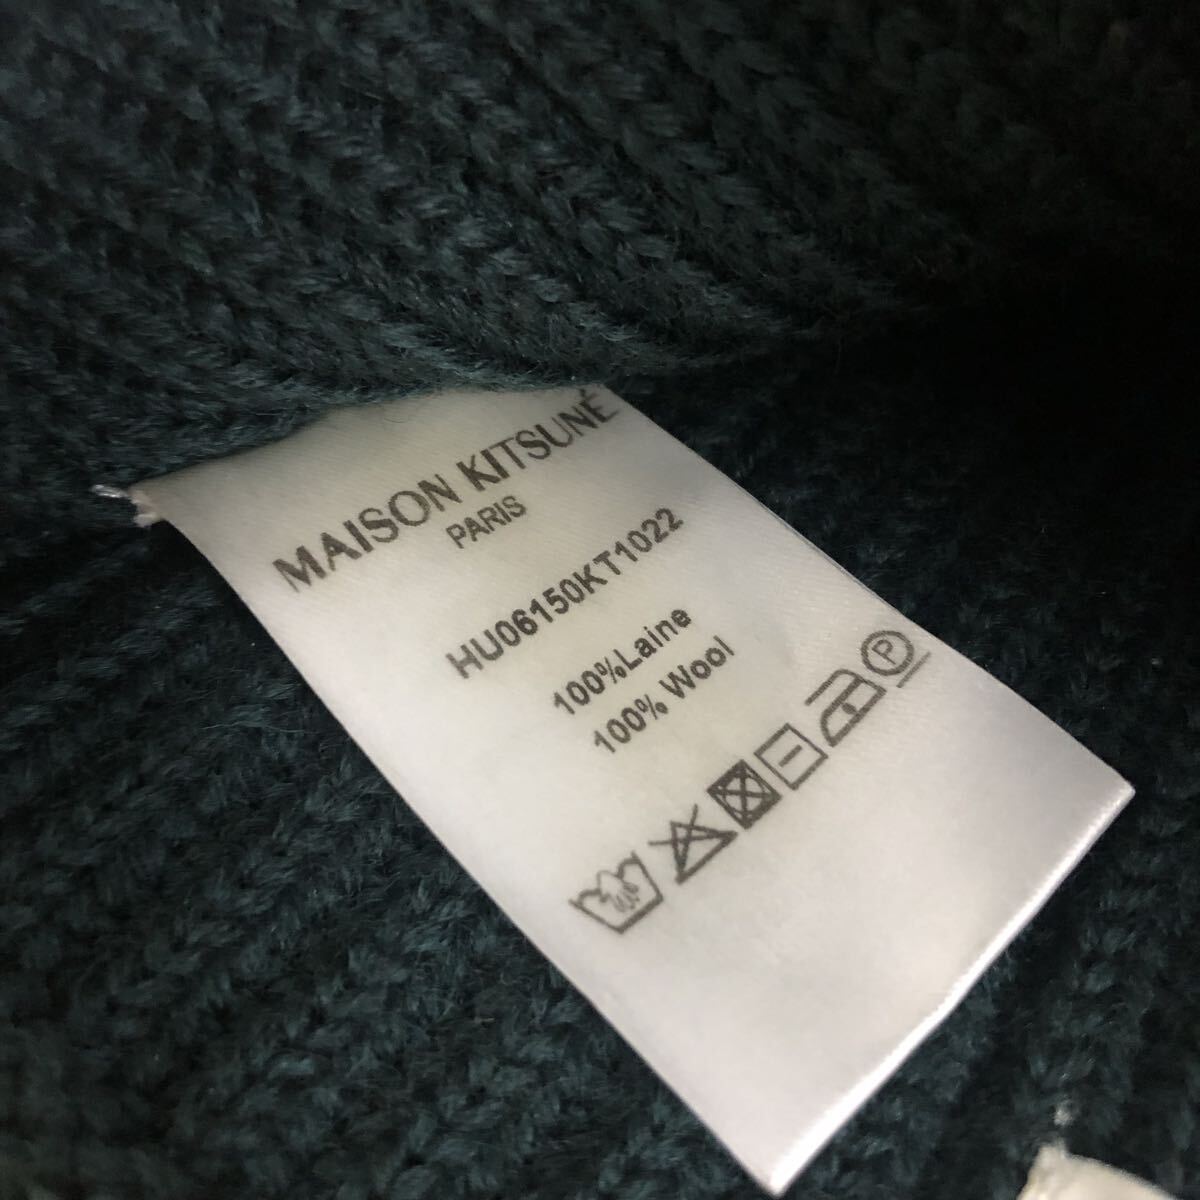 MAISON KITSUNÉ
PARIS
HU06150KT1022
100%Laine
100% Wool
P